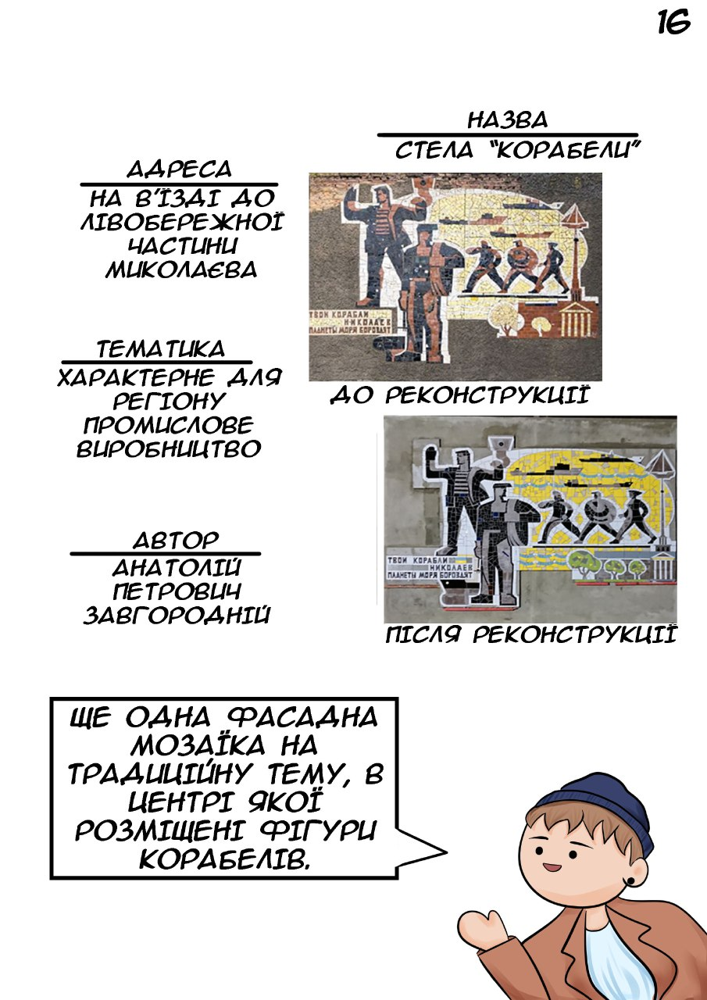 16
НАЗВА
СТЕЛА “КОРАБЕЛИ”
АДРЕСА
НА В’ЇЗДІ ДО
ЛІВОБЕРЕЖНОЇ
ЧАСТИНИ
МИКОЛАЄВА
ТВОИ КОРАБЛИ
НИКОЛАЕВ
ПЛАНЕТЫ МОРЯ БОРОЗДЯТ
ДО РЕКОНСТРУКЦІЇ
ТЕМАТИКА
ХАРАКТЕРНЕ ДЛЯ
РЕГІОНУ
ПРОМИСЛОВЕ
ВИРОБНИЦТВО
ТВОИ КОРАБЛИ
НИКОЛАЕВ
ПЛАНЕТЫ МОРЯ БОРОЗДЯТ
ПІСЛЯ РЕКОНСТРУКЦІЇ
АВТОР
АНАТОЛІЙ
ПЕТРОВИЧ
ЗАВГОРОДНІЙ
ЩЕ ОДНА ФАСАДНА
МОЗАЇКА НА
ТРАДИЦІЙНУ ТЕМУ, В
ЦЕНТРІ ЯКОЇ
РОЗМІЩЕНІ ФІГУРИ
КОРАБЕЛІВ.